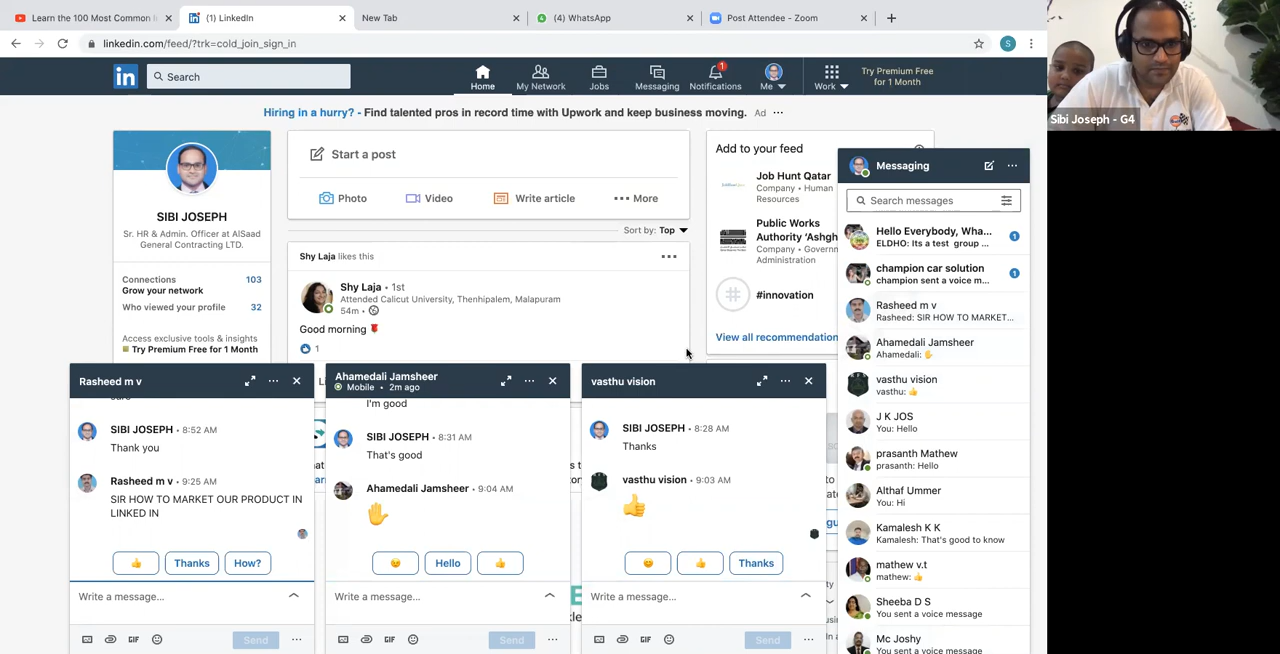 Learn the 100 Most Common
(1) LinkedIn
New Tab
(4) WhatsApp
Post Attendee - Zoom
linkedin.com/feed/?trk=cold_join_sign_in
S
in
Search
Home
My Network
Jobs
Messaging
1
Notifications
Me
Work
Try Premium Free
for 1 Month
Sibi Joseph - G4
Hiring in a hurry? - Find talented pros in record time with Upwork and keep business moving. Ad
SIBI JOSEPH
Sr. HR & Admin. Officer at AlSaad
General Contracting LTD.
Connections 103
Grow your network
Who viewed your profile 32
Access exclusive tools & insights
Try Premium Free for 1 Month
Start a post
Photo
Video
Write article
More
Sort by: Top
Shy Laja likes this
Shy Laja • 1st
Attended Calicut University, Thenhipalem, Malapuram
54m •
Good morning 🌹
1
Add to your feed
Job Hunt Qatar
Company • Human
Resources
Public Works
Authority 'Ashgh
Company • Governm
Administration
#innovation
View all recommendation
Messaging
Search messages
Hello Everybody, Wha...
ELDHO: Its a test group ...
1
champion car solution
champion sent a voice m...
1
Rasheed m v
Rasheed: SIR HOW TO MARKET...
Ahamedali Jamsheer
Ahamedali: ✋
vasthu vision
vasthu: 👍
J K JOS
You: Hello
prasanth Mathew
prasanth: Hello
Althaf Ummer
You: Hi
Kamalesh K K
Kamalesh: That's good to know
mathew v.t
mathew: 👍
Sheeba D S
You sent a voice message
Mc Joshy
You sent a voice message
Rasheed m v
SIBI JOSEPH • 8:52 AM
Thank you
Rasheed m v • 9:25 AM
SIR HOW TO MARKET OUR PRODUCT IN
LINKED IN
👍
Thanks
How?
Write a message...
GIF
Send
Ahamedali Jamsheer
Mobile • 2m ago
I'm good
SIBI JOSEPH • 8:31 AM
That's good
Ahamedali Jamsheer • 9:04 AM
✋
😉
Hello
👍
Write a message...
GIF
Send
vasthu vision
SIBI JOSEPH • 8:28 AM
Thanks
vasthu vision • 9:03 AM
👍
😊
👍
Thanks
Write a message...
GIF
Send